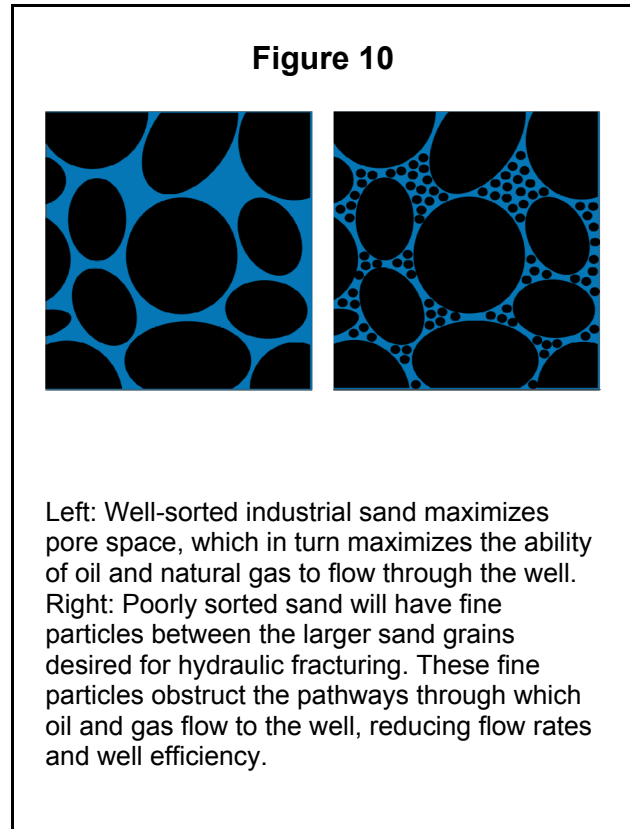 Figure 10
Left: Well-sorted industrial sand maximizes
pore space, which in turn maximizes the ability
of oil and natural gas to flow through the well.
Right: Poorly sorted sand will have fine
particles between the larger sand grains
desired for hydraulic fracturing. These fine
particles obstruct the pathways through which
oil and gas flow to the well, reducing flow rates
and well efficiency.